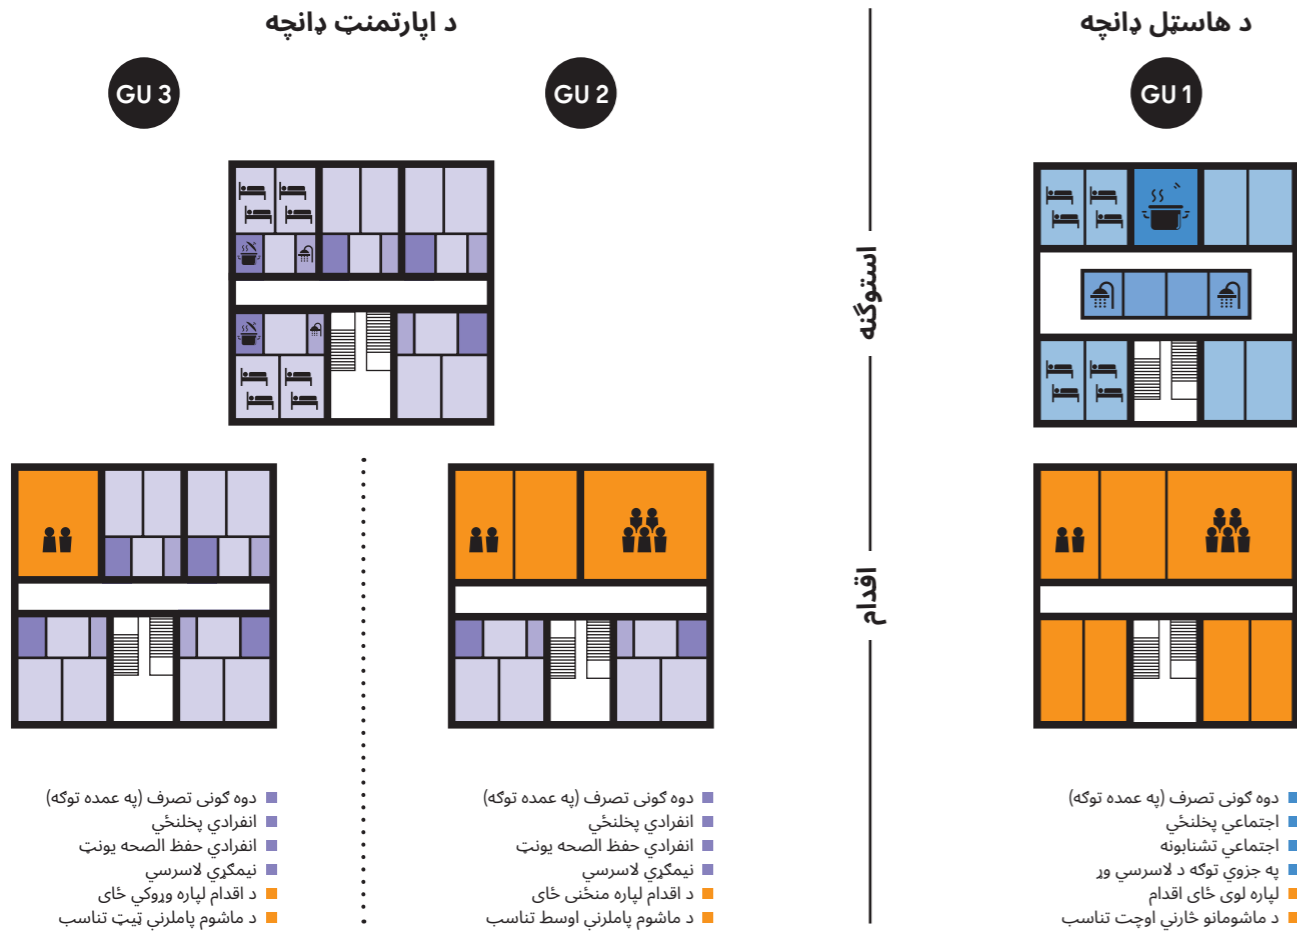 د هاسټل ډانچه
د اپارتمنټ ډانچه
GU 1
GU 2
GU 3
استوګنه
اقدام
دوه ګونی تصرف (په عمده توګه)
اجتماعي پخلنځي
اجتماعي تشنابونه
په جزوي توګه د لاسرسي وړ
لپاره لوی ځای اقدام
د ماشومانو څارنې اوچت تناسب
دوه ګونی تصرف (په عمده توګه)
انفرادي پخلنځي
انفرادي حفظ الصحه یونټ
نیمګړي لاسرسي
د اقدام لپاره منځنی ځای
د ماشوم پاملرنې اوسط تناسب
دوه ګونی تصرف (په عمده توګه)
انفرادي پخلنځي
انفرادي حفظ الصحه یونټ
نیمګړي لاسرسي
د اقدام لپاره وړوکي ځای
د ماشوم پاملرنې ټیټ تناسب